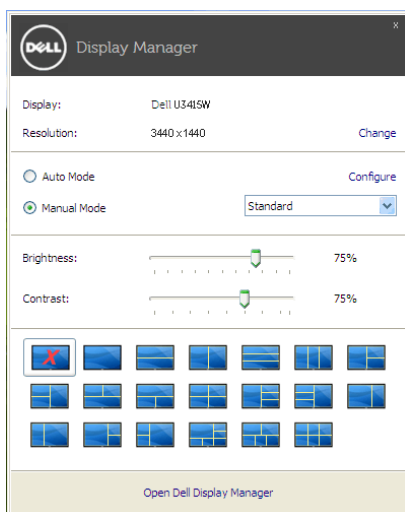 x
DELL Display Manager
Display: Dell U3415W
Resolution: 3440 x 1440 Change
Auto Mode Configure
Manual Mode Standard
Brightness: 75%
Contrast: 75%
Open Dell Display Manager